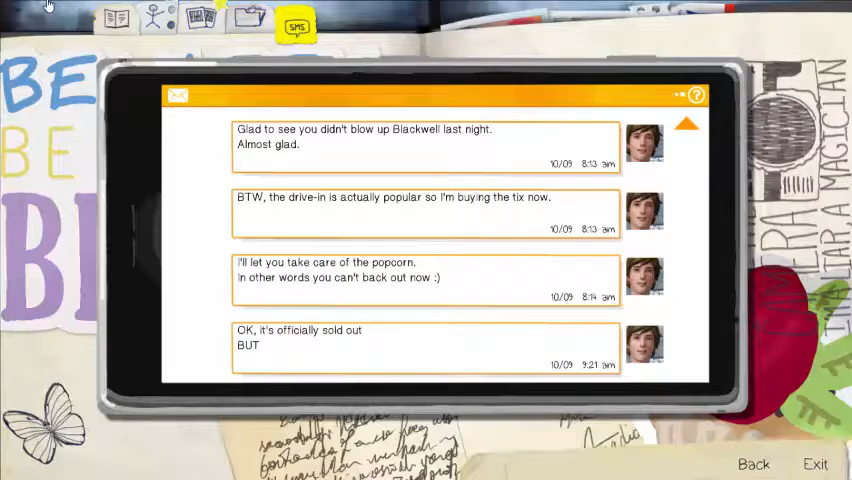 SMS
BE
BE
BE
Glad to see you didn't blow up Blackwell last night.
Almost glad.
10/09 8:13 am
BTW, the drive-in is actually popular so I'm buying the tix now.
10/09 8:13 am
I'll let you take care of the popcorn.
In other words you can't back out now :)
10/09 8:14 am
OK, it's officially sold out
BUT
10/09 9:21 am
Back Exit